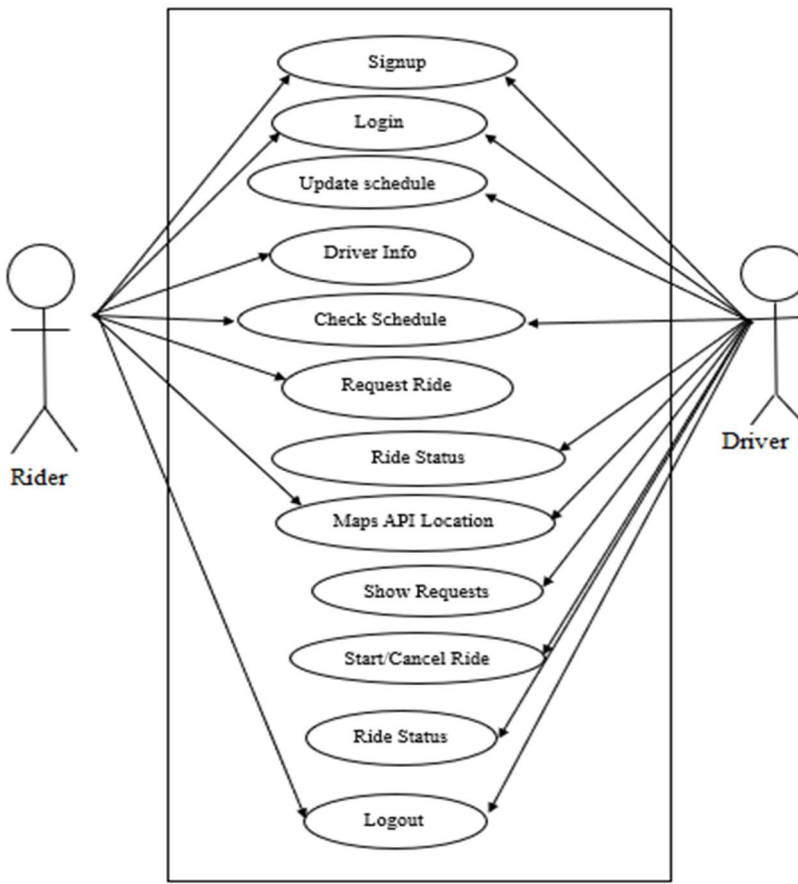 Signup
Login
Update schedule
Driver Info
Check Schedule
Request Ride
Rider
Driver
Ride Status
Maps API Location
Show Requests
Start/Cancel Ride
Ride Status
Logout